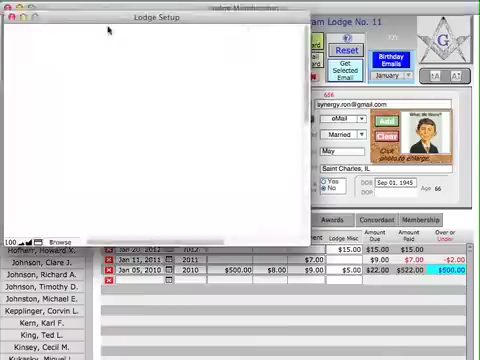 Lodge Setup
am Lodge No. 11
Reset
Birthday
Emails
Get
Selected
Email
January
656
synergy.ron@gmail.com
eMail
Married
May
Saint Charles, IL
Yes
No
DOB
Sep 01, 1945
Age 66
Add
Clear
Click
photo to enlarge.
G
A
A
100
Browse
Awards
Concordant
Membership
Lodge Misc
Amount
Due
Amount
Paid
Over or
Under
2012
$15.00
$15.00
$15.00
Johnson, Clare J.
Jan 11, 2011
2011
$7.00
$9.00
$7.00
-$2.00
Johnson, Richard A.
Jan 05, 2010
2010
$500.00
$8.00
$9.00
$5.00
$22.00
$522.00
$500.00
Johnson, Timothy D.
Johnston, Michael E.
Kepplinger, Corvin L.
Kern, Karl F.
King, Ted L.
Kinsey, Cecil M.